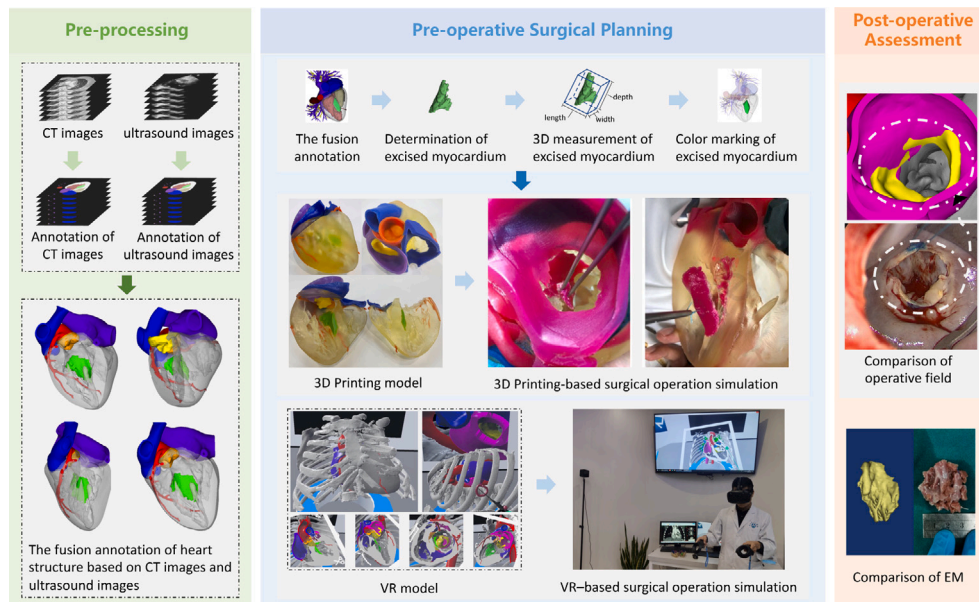 Pre-processing
CT images
ultrasound images
Annotation of
CT images
Annotation of
ultrasound images
The fusion annotation of heart
structure based on CT images and
ultrasound images
Pre-operative Surgical Planning
The fusion
annotation
Determination of
excised myocardium
length
width
depth
3D measurement of
excised myocardium
Color marking of
excised myocardium
3D Printing model
3D Printing-based surgical operation simulation
VR model
VR–based surgical operation simulation
Post-operative
Assessment
Comparison of
operative field
Comparison of EM